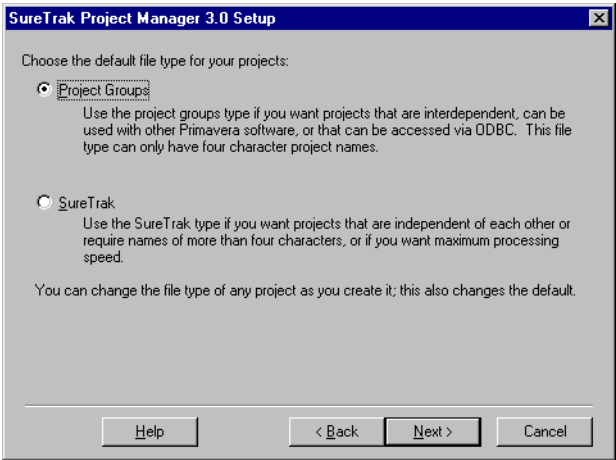 SureTrak Project Manager 3.0 Setup
Choose the default file type for your projects:
Project Groups
Use the project groups type if you want projects that are interdependent, can be
used with other Primavera software, or that can be accessed via ODBC.  This file
type can only have four character project names.
SureTrak
Use the SureTrak type if you want projects that are independent of each other or
require names of more than four characters, or if you want maximum processing
speed.
You can change the file type of any project as you create it; this also changes the default.
Help
< Back
Next >
Cancel